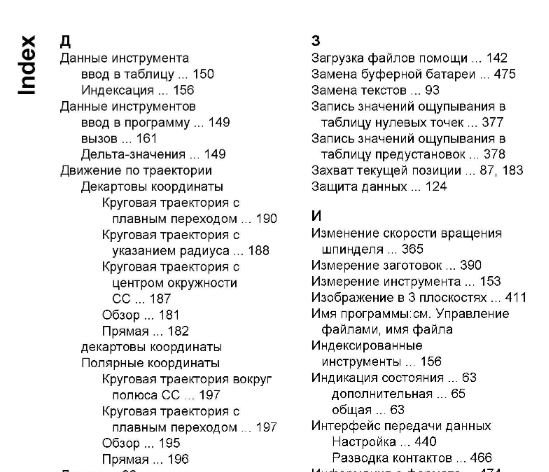 Index
Д
Данные инструмента
ввод в таблицу ... 150
Индексация ... 156
Данные инструментов
ввод в программу ... 149
вызов ... 161
Дельта-значения ... 149
Движение по траектории
Декартовы координаты
Круговая траектория с
плавным переходом ... 190
Круговая траектория с
указанием радиуса ... 188
Круговая траектория с
центром окружности
CC ... 187
Обзор ... 181
Прямая ... 182
декартовы координаты
Полярные координаты
Круговая траектория вокруг
полюса CC ... 197
Круговая траектория с
плавным переходом ... 197
Обзор ... 195
Прямая ... 196
З
Загрузка файлов помощи ... 142
Замена буферной батареи ... 475
Замена текстов ... 93
Запись значений ощупывания в
таблицу нулевых точек ... 377
Запись значений ощупывания в
таблицу предустановок ... 378
Захват текущей позиции ... 87, 183
Защита данных ... 124
И
Изменение скорости вращения
шпинделя ... 365
Измерение заготовок ... 390
Измерение инструмента ... 153
Изображение в 3 плоскостях ... 411
Имя программы:см. Управление
файлами, имя файла
Индексированные
инструменты ... 156
Индикация состояния ... 63
дополнительная ... 65
общая ... 63
Интерфейс передачи данных
Настройка ... 440
Разводка контактов ... 466